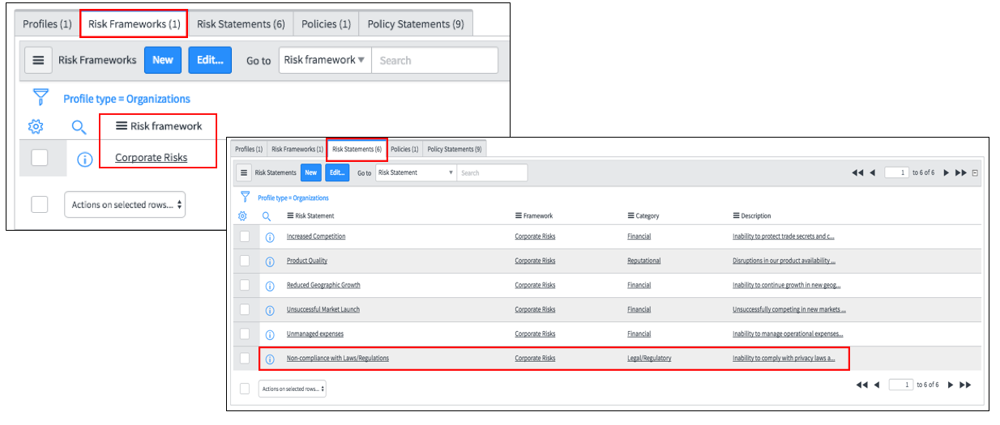 Profiles (1) Risk Frameworks (1) Risk Statements (6) Policies (1) Policy Statements (9)
Risk Frameworks New Edit... Go to Risk framework Search
Profile type = Organizations
Risk framework
Corporate Risks
Actions on selected rows...
Profiles (1) Risk Frameworks (1) Risk Statements (6) Policies (1) Policy Statements (9)
Risk Statements New Edit... Go to Risk Statement Search 1 to 6 of 6
Profile type = Organizations
Risk Statement Framework Category Description
Increased Competition Corporate Risks Financial Inability to protect trade secrets and c...
Product Quality Corporate Risks Reputational Disruptions in our product availability ...
Reduced Geographic Growth Corporate Risks Financial Inability to continue growth in new geog...
Unsuccessful Market Launch Corporate Risks Financial Unsuccessfully competing in new markets ...
Unmanaged expenses Corporate Risks Financial Inability to manage operational expenses...
Non-compliance with Laws/Regulations Corporate Risks Legal/Regulatory Inability to comply with privacy laws a...
Actions on selected rows... 1 to 6 of 6